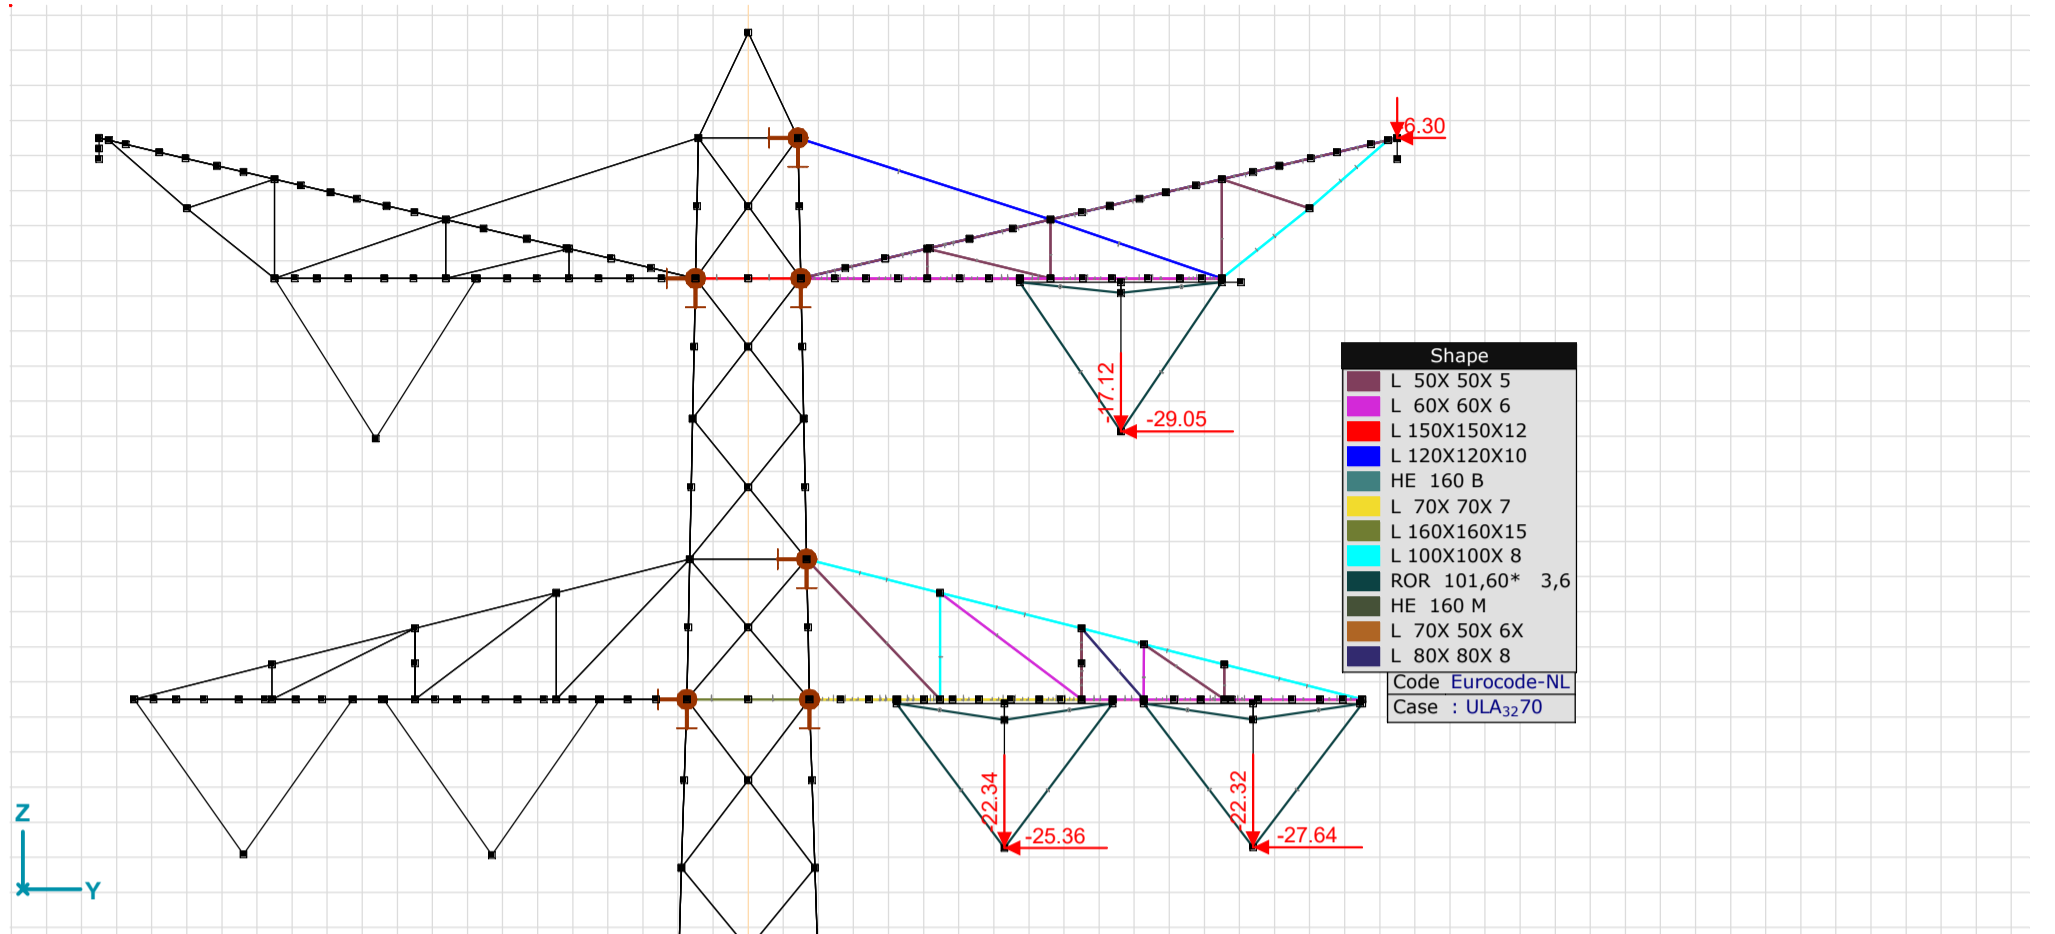 6.30
-17.12
-29.05
Shape
L 50X 50X 5
L 60X 60X 6
L 150X150X12
L 120X120X10
HE 160 B
L 70X 70X 7
L 160X160X15
L 100X100X 8
ROR 101,60* 3,6
HE 160 M
L 70X 50X 6X
L 80X 80X 8
Code Eurocode-NL
Case : ULA₃₂70
-22.34
-25.36
-22.32
-27.64
Z
Y